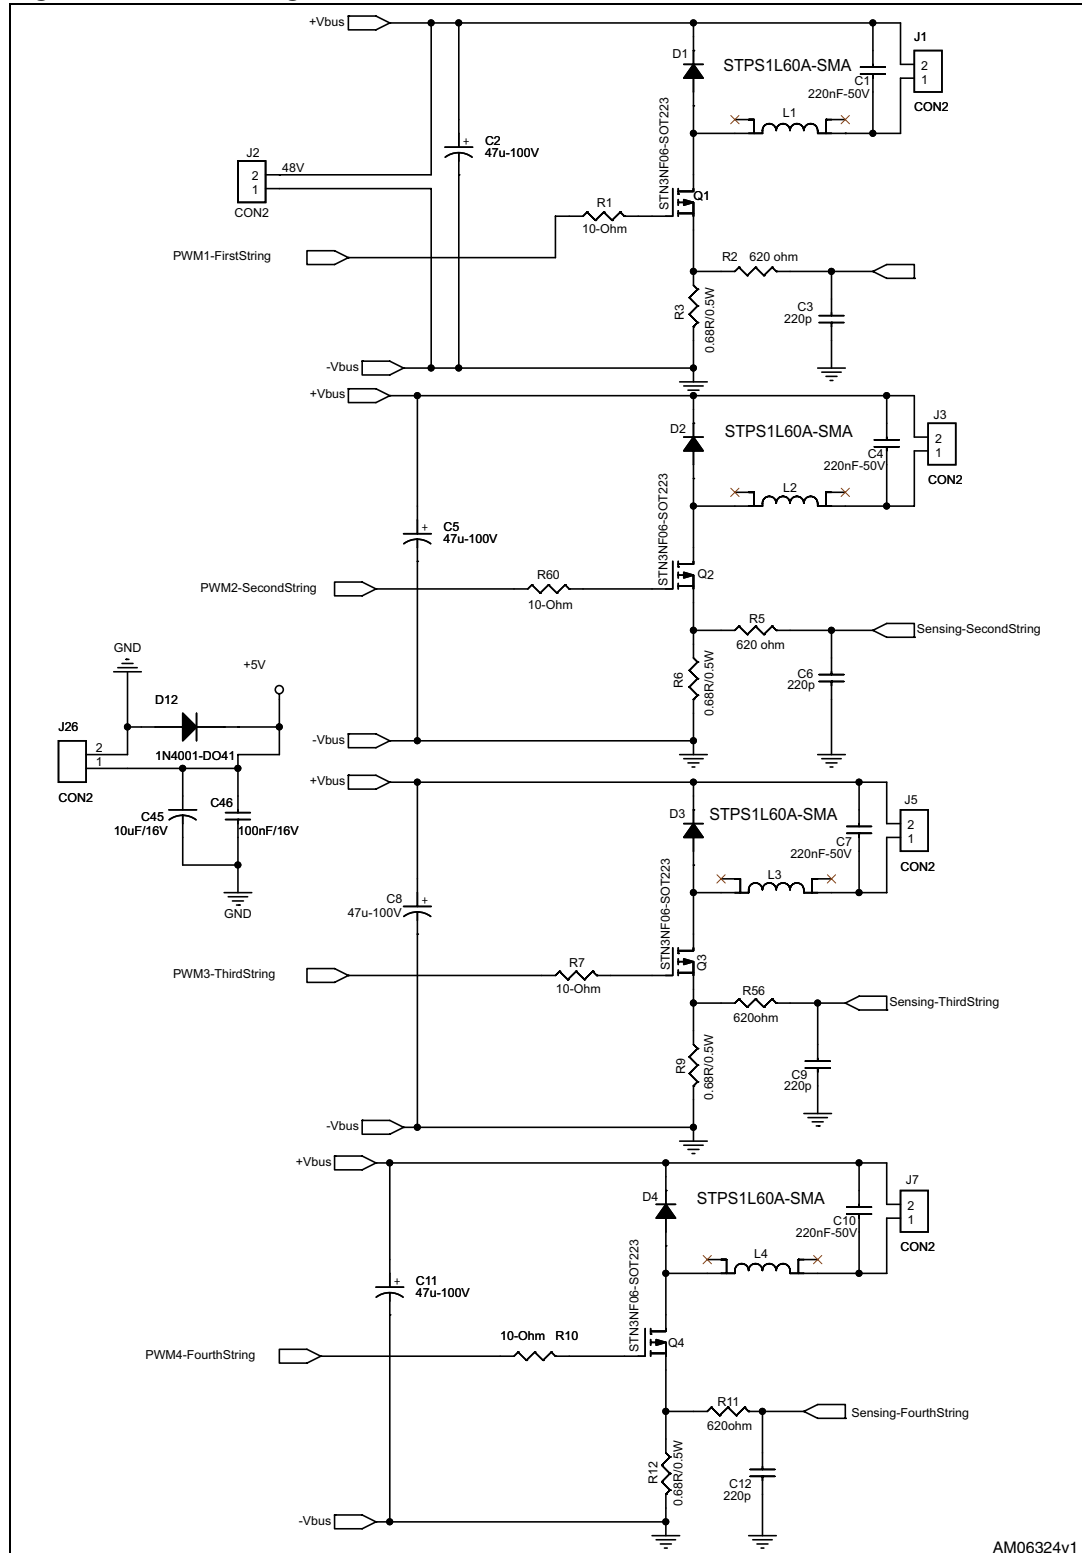 +Vbus
J1
D1
STPS1L60A-SMA
C1
220nF-50V
2
1
CON2
L1
STN3NF06-SOT223
C2
47u-100V
+
J2
2
1
48V
CON2
Q1
R1
10-Ohm
PWM1-FirstString
R2 620 ohm
R3
0.68R/0.5W
C3
220p
-Vbus
+Vbus
J3
D2
STPS1L60A-SMA
C4
220nF-50V
2
1
CON2
L2
STN3NF06-SOT223
C5
47u-100V
+
Q2
PWM2-SecondString
R60
10-Ohm
R5
620 ohm
Sensing-SecondString
R6
0.68R/0.5W
C6
220p
-Vbus
GND
+5V
D12
J26
2
1
1N4001-DO41
CON2
C45
10uF/16V
C46
100nF/16V
GND
+Vbus
J5
D3
STPS1L60A-SMA
C7
220nF-50V
2
1
CON2
L3
STN3NF06-SOT223
C8
47u-100V
+
Q3
PWM3-ThirdString
R7
10-Ohm
R56
620ohm
Sensing-ThirdString
R9
0.68R/0.5W
C9
220p
-Vbus
+Vbus
J7
D4
STPS1L60A-SMA
C10
220nF-50V
2
1
CON2
L4
STN3NF06-SOT223
C11
47u-100V
+
Q4
10-Ohm R10
PWM4-FourthString
R11
620ohm
Sensing-FourthString
R12
0.68R/0.5W
C12
220p
-Vbus
AM06324v1